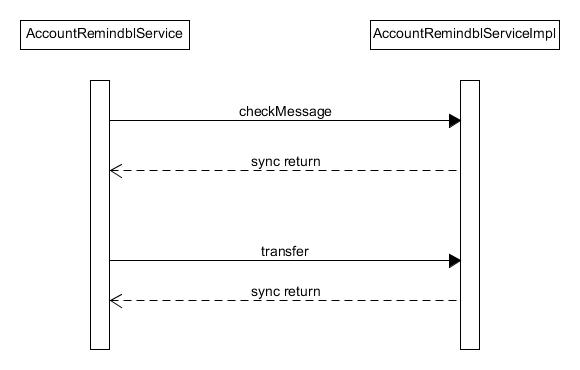 AccountRemindblService
AccountRemindblServiceImpl
checkMessage
sync return
transfer
sync return